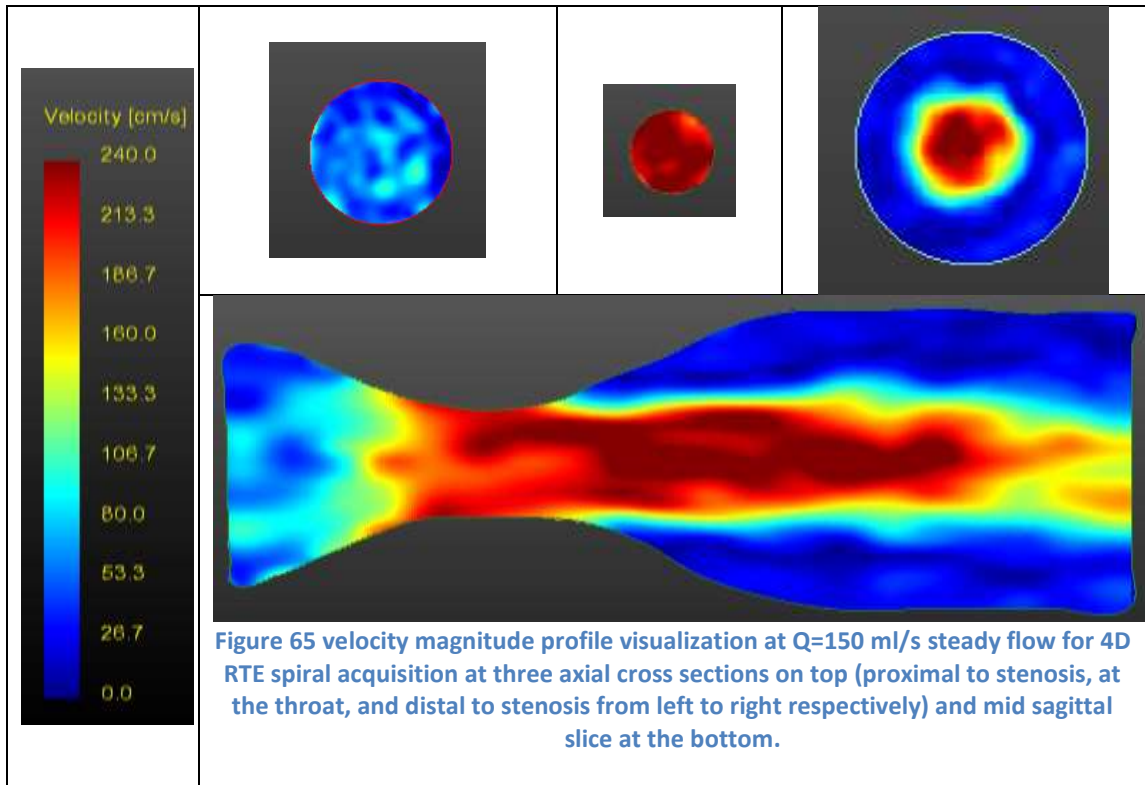 Velocity [cm/s]
240.0
213.3
186.7
160.0
133.3
106.7
80.0
53.3
26.7
0.0
Figure 65 velocity magnitude profile visualization at Q=150 ml/s steady flow for 4D
RTE spiral acquisition at three axial cross sections on top (proximal to stenosis, at
the throat, and distal to stenosis from left to right respectively) and mid sagittal
slice at the bottom.